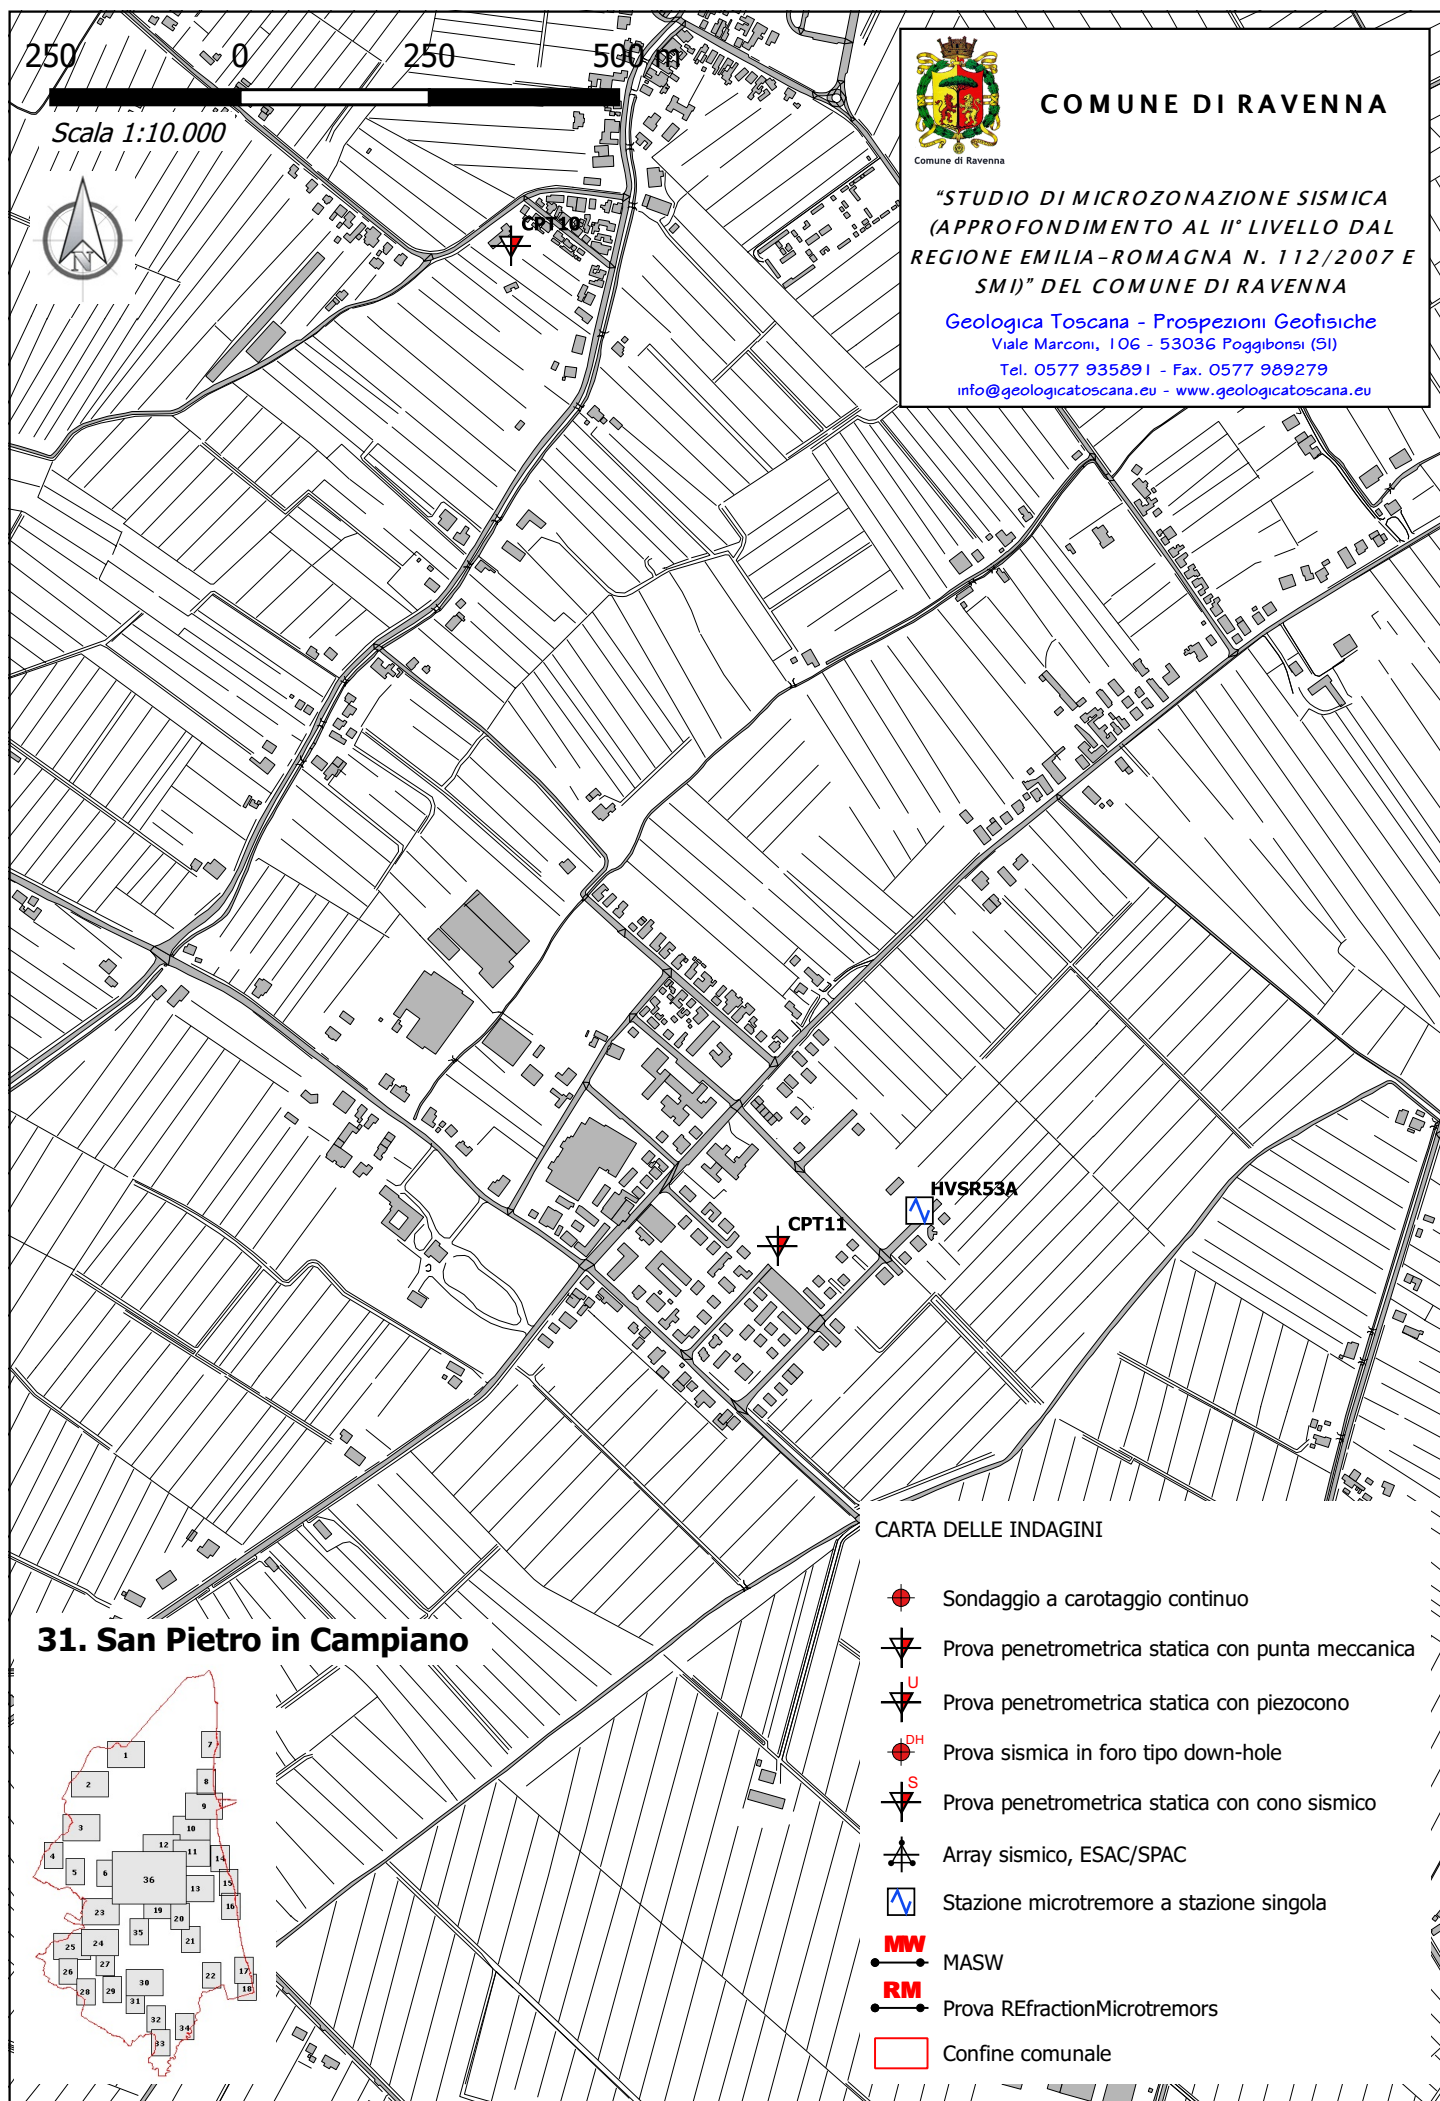 250 0 250 500 m
Scala 1:10.000
N
Comune di Ravenna
COMUNE DI RAVENNA
"STUDIO DI MICROZONAZIONE SISMICA
(APPROFONDIMENTO AL II° LIVELLO DAL
REGIONE EMILIA-ROMAGNA N. 112/2007 E
SMI)" DEL COMUNE DI RAVENNA
Geologica Toscana - Prospezioni Geofisiche
Viale Marconi, 106 - 53036 Poggibonsi (SI)
Tel. 0577 935891 - Fax. 0577 989279
info@geologicatoscana.eu - www.geologicatoscana.eu
CPT10
HVSR53A
CPT11
CARTA DELLE INDAGINI
Sondaggio a carotaggio continuo
Prova penetrometrica statica con punta meccanica
U
Prova penetrometrica statica con piezocono
DH
Prova sismica in foro tipo down-hole
S
Prova penetrometrica statica con cono sismico
Array sismico, ESAC/SPAC
Stazione microtremore a stazione singola
MW
MASW
RM
Prova REfractionMicrotremors
Confine comunale
31. San Pietro in Campiano
1
7
2
8
9
3
10
12
4
11
14
5
6
36
15
13
16
23
19
20
35
21
25
24
26
27
22
17
28
29
30
18
31
32
34
33